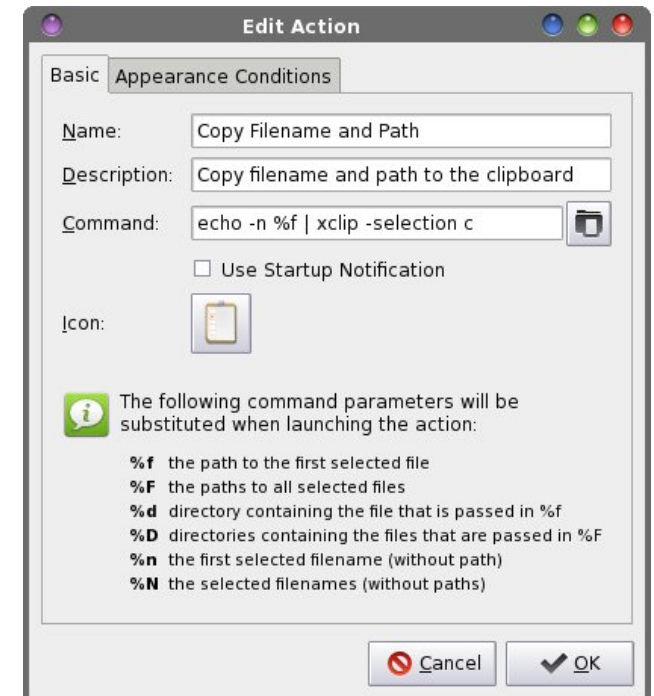 Edit Action
Basic Appearance Conditions
Name: Copy Filename and Path
Description: Copy filename and path to the clipboard
Command: echo -n %f | xclip -selection c
Use Startup Notification
Icon:
The following command parameters will be
substituted when launching the action:
%f the path to the first selected file
%F the paths to all selected files
%d directory containing the file that is passed in %f
%D directories containing the files that are passed in %F
%n the first selected filename (without path)
%N the selected filenames (without paths)
Cancel OK